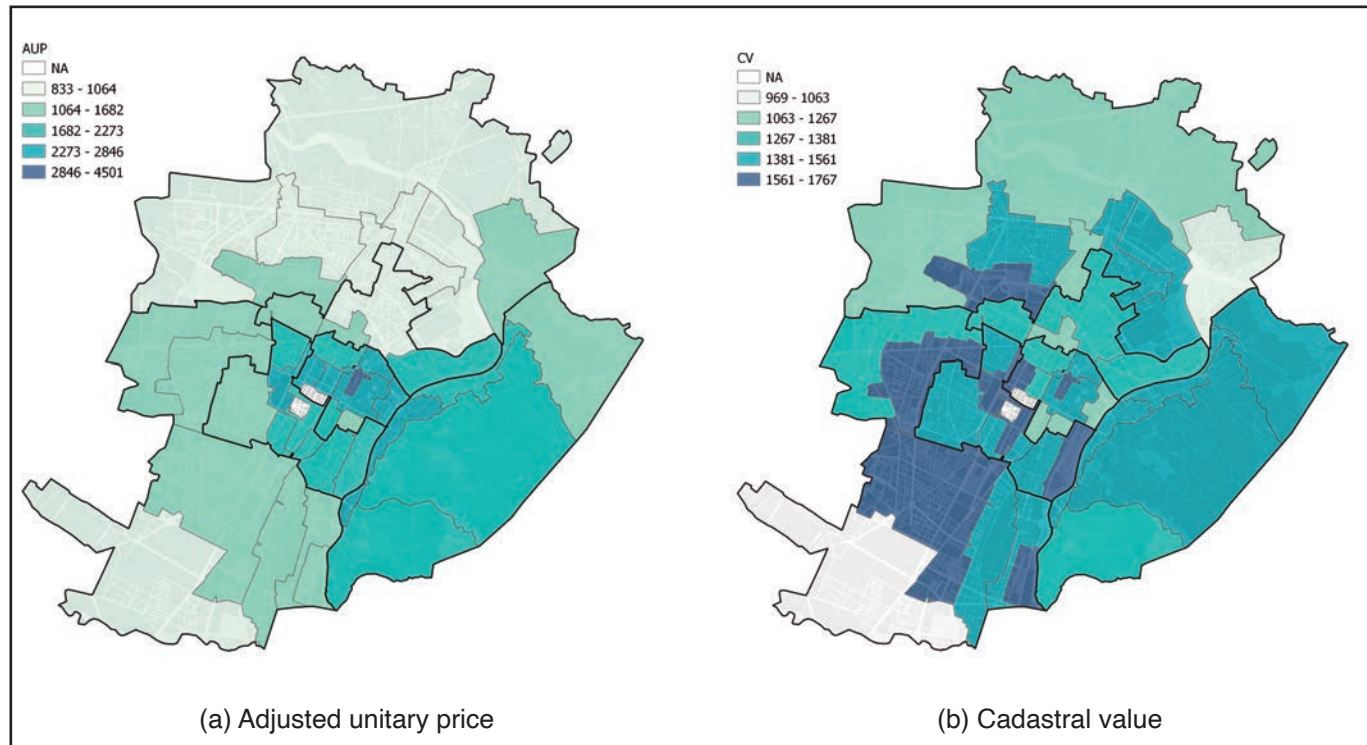 AUP
NA
833 - 1064
1064 - 1682
1682 - 2273
2273 - 2846
2846 - 4501
(a) Adjusted unitary price
CV
NA
969 - 1063
1063 - 1267
1267 - 1381
1381 - 1561
1561 - 1767
(b) Cadastral value